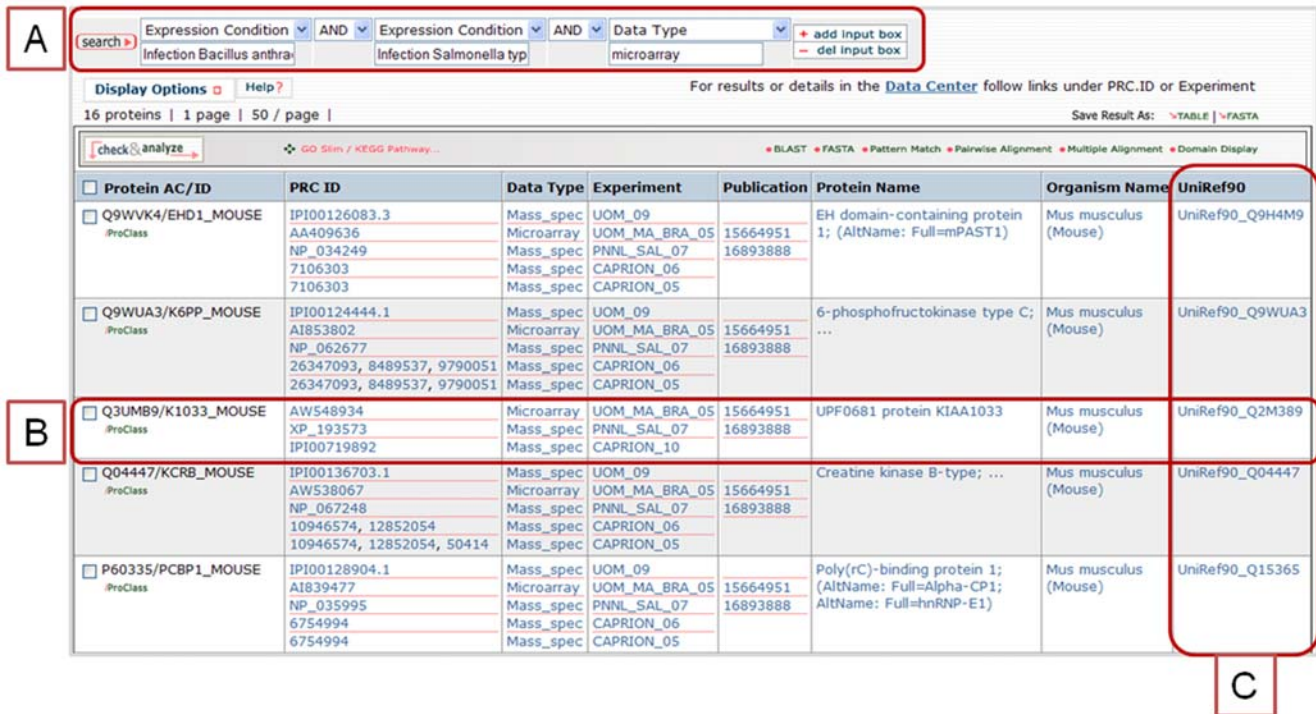 A
search
Expression Condition AND Expression Condition AND Data Type
+ add input box
Infection Bacillus anthra Infection Salmonella typ microarray
− del input box
Display Options Help?
For results or details in the Data Center follow links under PRC.ID or Experiment
16 proteins | 1 page | 50 / page |
Save Result As: TABLE | FASTA
check & analyze GO Slim / KEGG Pathway... BLAST FASTA Pattern Match Pairwise Alignment Multiple Alignment Domain Display
Protein AC/ID PRC ID Data Type Experiment Publication Protein Name Organism Name UniRef90
Q9WVK4/EHD1_MOUSE IPI00126083.3 Mass_spec UOM_09 EH domain-containing protein Mus musculus UniRef90_Q9H4M9
iProClass AA409636 Microarray UOM_MA_BRA_05 15664951 1; (AltName: Full=mPAST1) (Mouse)
NP_034249 Mass_spec PNNL_SAL_07 16893888
7106303 Mass_spec CAPRION_06
7106303 Mass_spec CAPRION_05
Q9WUA3/K6PP_MOUSE IPI00124444.1 Mass_spec UOM_09 6-phosphofructokinase type C; Mus musculus UniRef90_Q9WUA3
iProClass AI853802 Microarray UOM_MA_BRA_05 15664951 ... (Mouse)
NP_062677 Mass_spec PNNL_SAL_07 16893888
26347093, 8489537, 9790051 Mass_spec CAPRION_06
26347093, 8489537, 9790051 Mass_spec CAPRION_05
B
Q3UMB9/K1033_MOUSE AW548934 Microarray UOM_MA_BRA_05 15664951 UPF0681 protein KIAA1033 Mus musculus UniRef90_Q2M389
iProClass XP_193573 Mass_spec PNNL_SAL_07 16893888 (Mouse)
IPI00719892 Mass_spec CAPRION_10
Q04447/KCRB_MOUSE IPI00136703.1 Mass_spec UOM_09 Creatine kinase B-type; ... Mus musculus UniRef90_Q04447
iProClass AW538067 Microarray UOM_MA_BRA_05 15664951 (Mouse)
NP_067248 Mass_spec PNNL_SAL_07 16893888
10946574, 12852054 Mass_spec CAPRION_06
10946574, 12852054, 50414 Mass_spec CAPRION_05
P60335/PCBP1_MOUSE IPI00128904.1 Mass_spec UOM_09 Poly(rC)-binding protein 1; Mus musculus UniRef90_Q15365
iProClass AI839477 Microarray UOM_MA_BRA_05 15664951 (AltName: Full=Alpha-CP1; (Mouse)
NP_035995 Mass_spec PNNL_SAL_07 16893888 AltName: Full=hnRNP-E1)
6754994 Mass_spec CAPRION_06
6754994 Mass_spec CAPRION_05
C